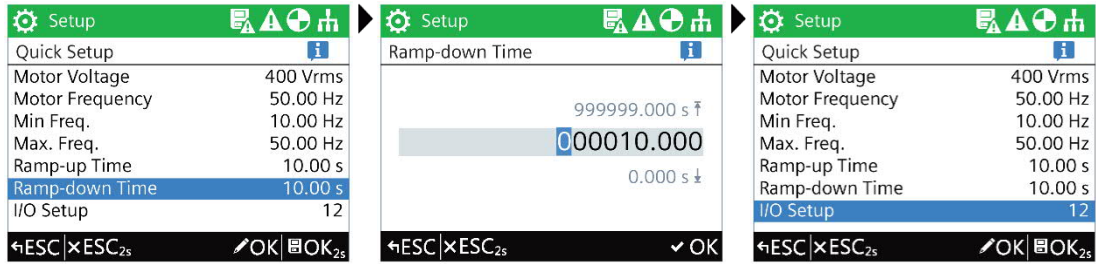 Setup
Quick Setup i
Motor Voltage 400 Vrms
Motor Frequency 50.00 Hz
Min Freq. 10.00 Hz
Max. Freq. 50.00 Hz
Ramp-up Time 10.00 s
Ramp-down Time 10.00 s
I/O Setup 12
ESC ESC2s OK OK2s
Setup
Ramp-down Time i
999999.000 s
000010.000
0.000 s
ESC ESC2s OK
Setup
Quick Setup i
Motor Voltage 400 Vrms
Motor Frequency 50.00 Hz
Min Freq. 10.00 Hz
Max. Freq. 50.00 Hz
Ramp-up Time 10.00 s
Ramp-down Time 10.00 s
I/O Setup 12
ESC ESC2s OK OK2s